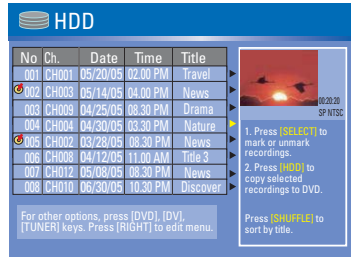 HDD
No Ch. Date Time Title
001 CH001 05/20/05 02.00 PM Travel
002 CH003 05/14/05 04.00 PM News
003 CH009 04/25/05 08.30 PM Drama
004 CH004 04/30/05 03.30 PM Nature
005 CH002 03/28/05 08.30 PM News
006 CH008 04/12/05 11.00 AM Title 3
007 CH012 05/08/05 08.30 PM News
008 CH010 06/30/05 10.30 PM Discover
00:20:20
SP NTSC
1. Press [SELECT] to
mark or unmark
recordings.
2. Press [HDD] to
copy selected
recordings to DVD.
Press [SHUFFLE] to
sort by title.
For other options, press [DVD], [DV],
[TUNER] keys. Press [RIGHT] to edit menu.